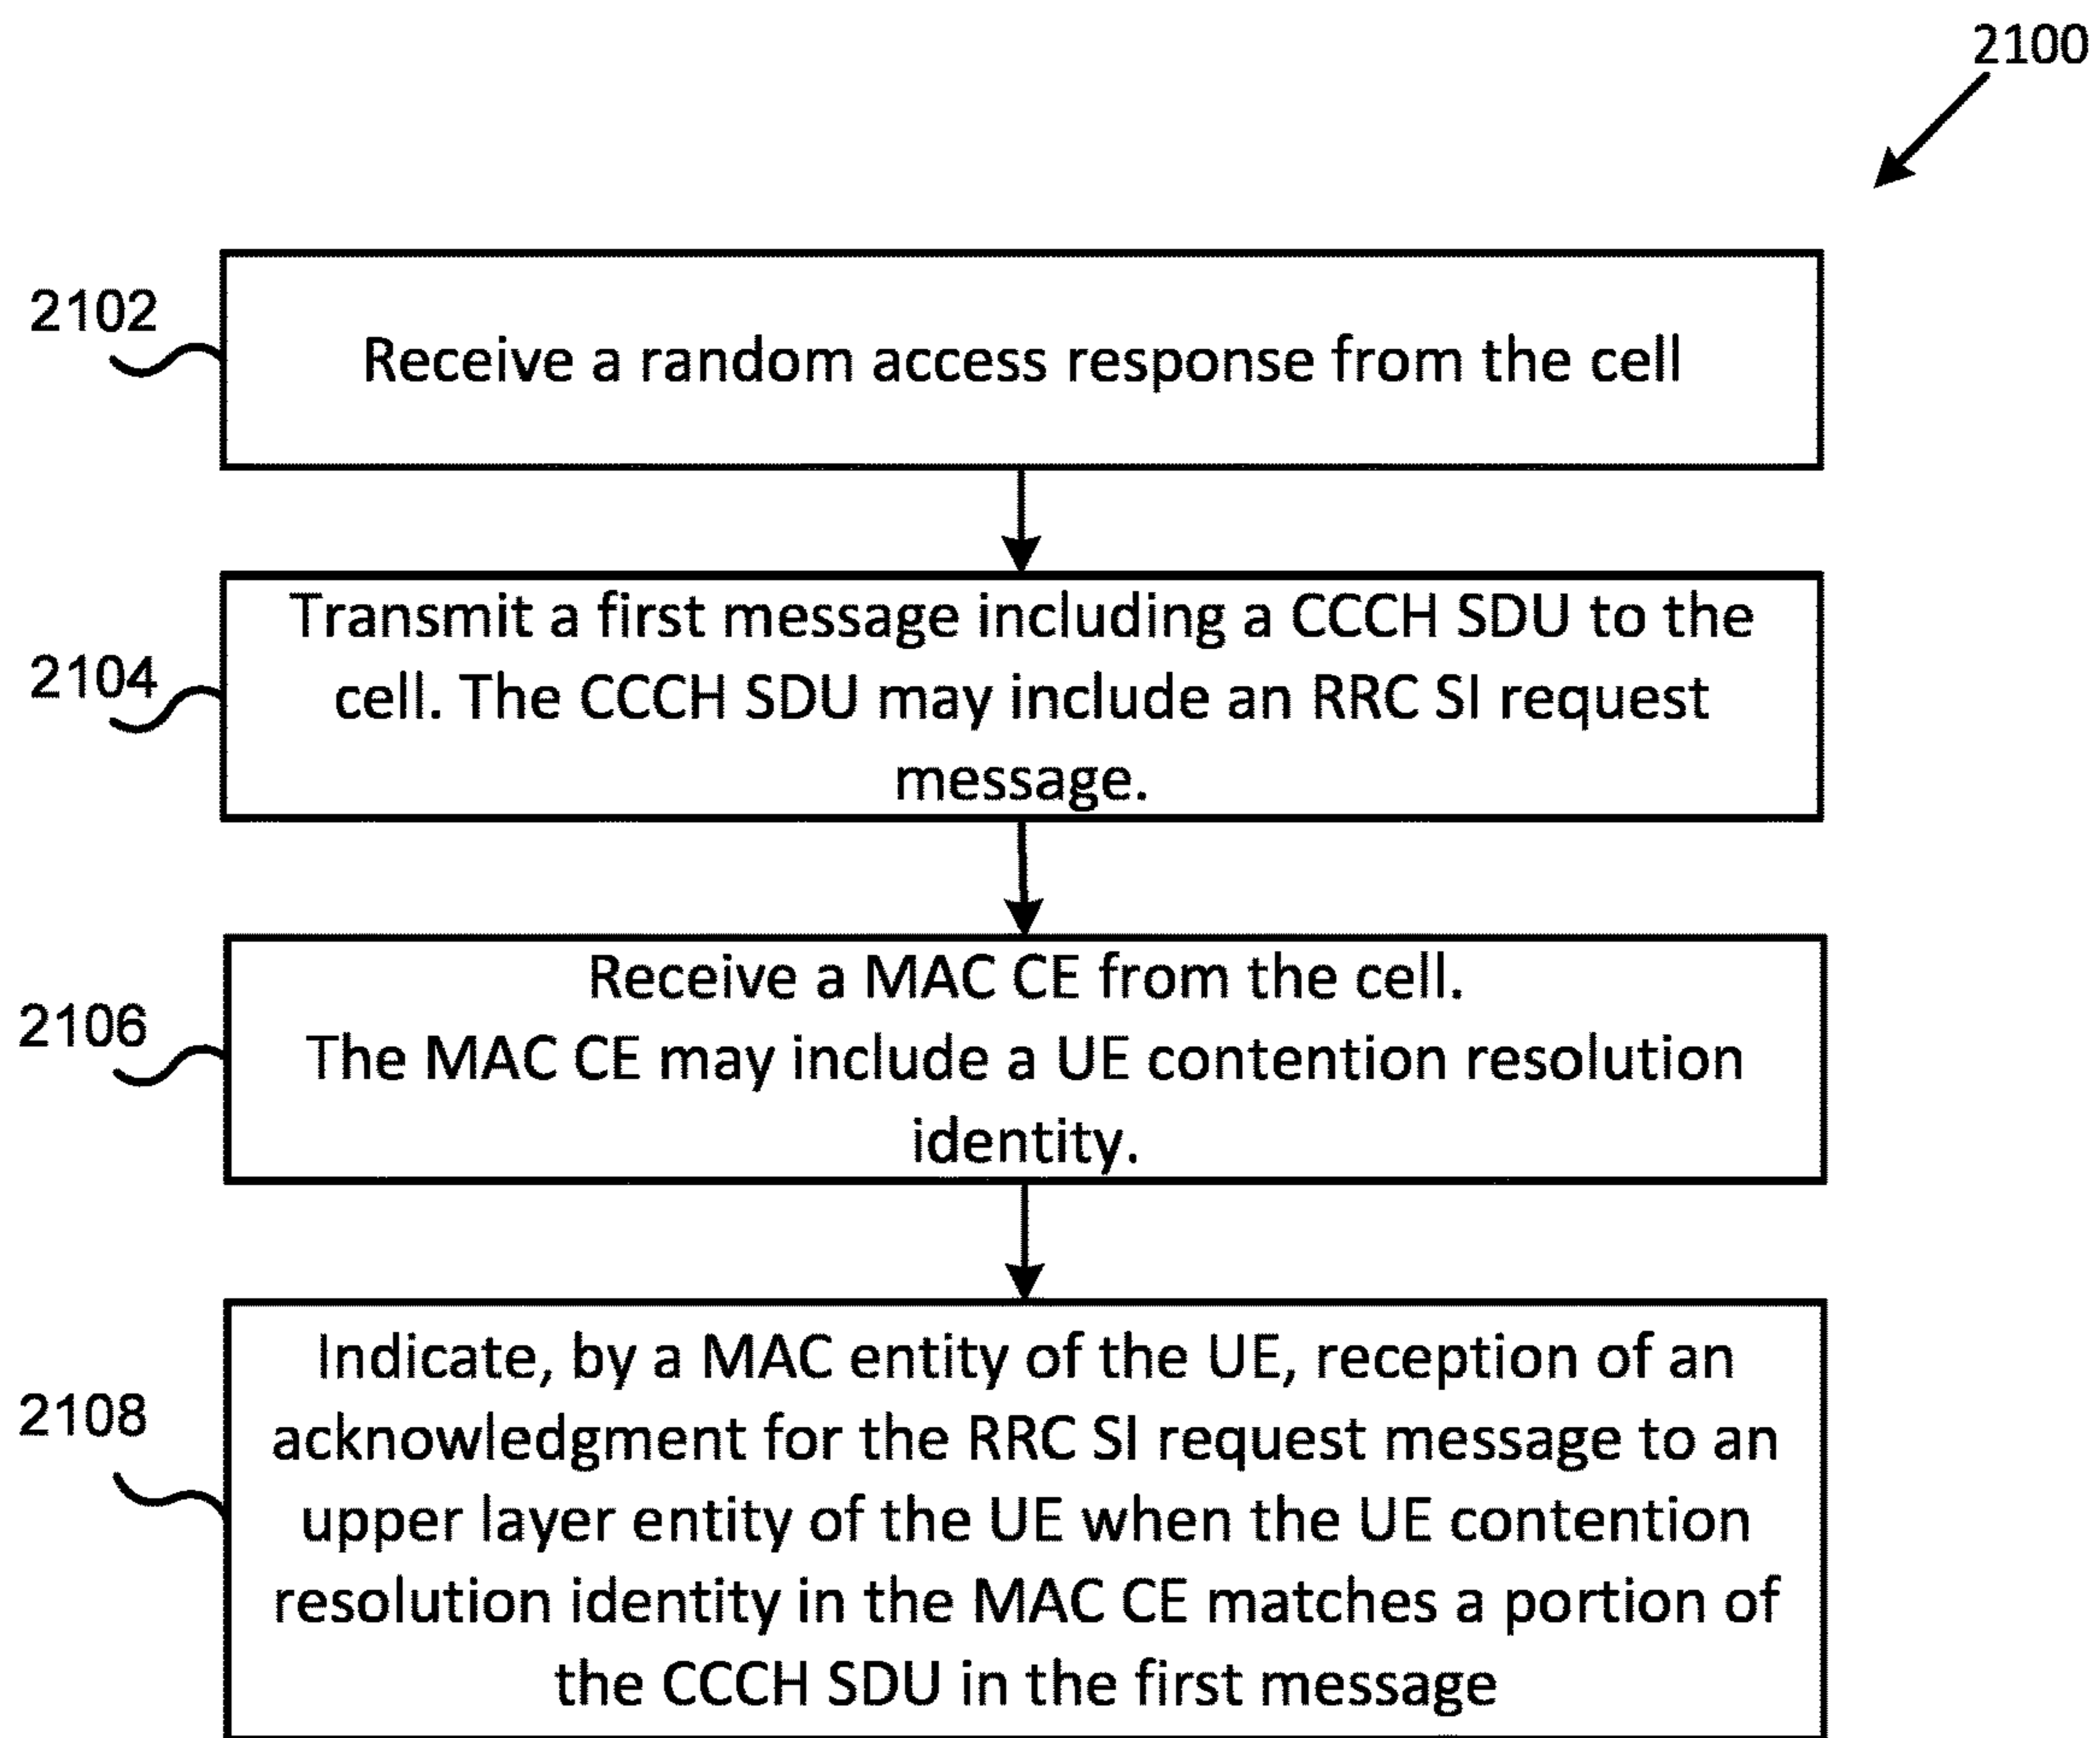 2100
2102
Receive a random access response from the cell
2104
Transmit a first message including a CCCH SDU to the
cell. The CCCH SDU may include an RRC SI request
message.
2106
Receive a MAC CE from the cell.
The MAC CE may include a UE contention resolution
identity.
2108
Indicate, by a MAC entity of the UE, reception of an
acknowledgment for the RRC SI request message to an
upper layer entity of the UE when the UE contention
resolution identity in the MAC CE matches a portion of
the CCCH SDU in the first message